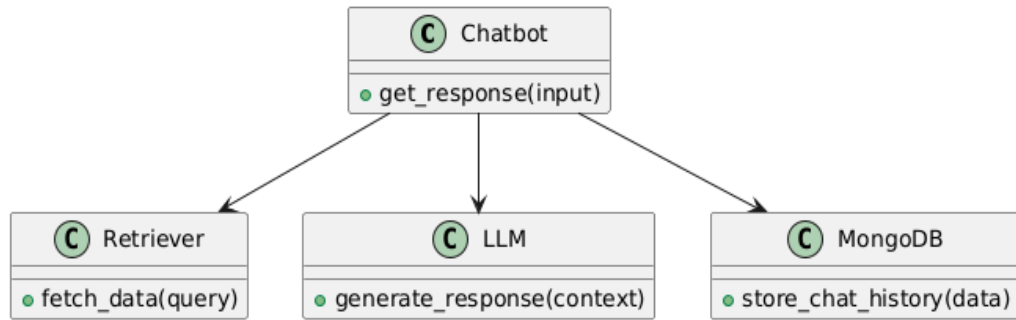 C Chatbot
get_response(input)
C Retriever
fetch_data(query)
C LLM
generate_response(context)
C MongoDB
store_chat_history(data)